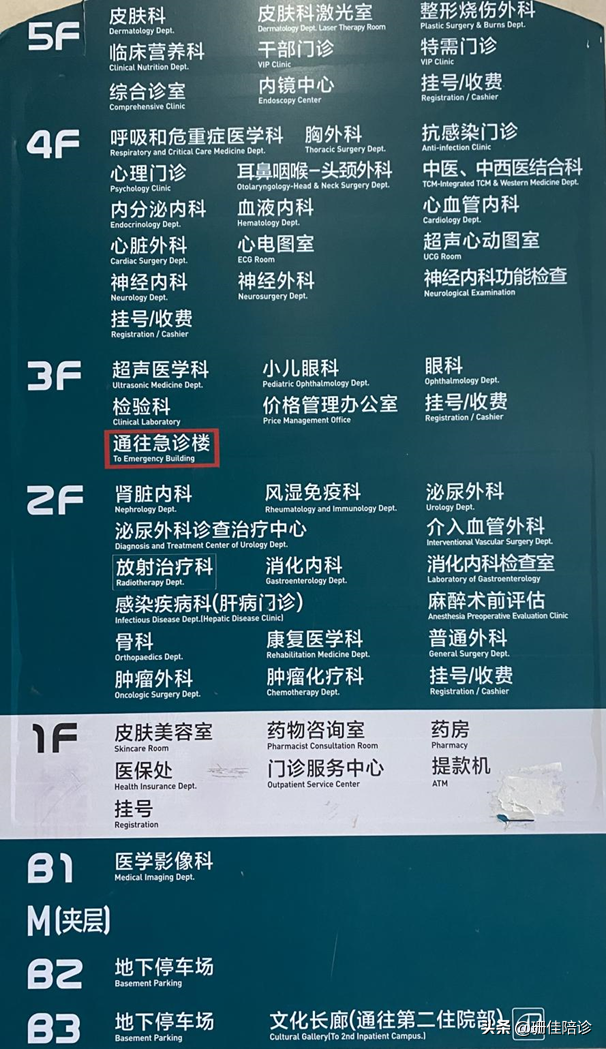 5F
皮肤科 皮肤科激光室 整形烧伤外科
Dermatology Dept. Dermatology Dept. Laser Therapy Room Plastic Surgery & Burns Dept.
临床营养科 干部门诊 特需门诊
Clinical Nutrition Dept. VIP Clinic VIP Clinic
综合诊室 内镜中心 挂号/收费
Comprehensive Clinic Endoscopy Center Registration / Cashier
4F
呼吸和危重症医学科 胸外科 抗感染门诊
Respiratory and Critical Care Medicine Dept. Thoracic Surgery Dept. Anti-infection Clinic
心理门诊 耳鼻咽喉-头颈外科 中医、中西医结合科
Psychology Clinic Otolaryngology-Head & Neck Surgery Dept. TCM-Integrated TCM & Western Medicine Dept.
内分泌内科 血液内科 心血管内科
Endocrinology Dept. Hematology Dept. Cardiology Dept.
心脏外科 心电图室 超声心动图室
Cardiac Surgery Dept. ECG Room UCG Room
神经内科 神经外科 神经内科功能检查
Neurology Dept. Neurosurgery Dept. Neurological Examination
挂号/收费
Registration / Cashier
3F
超声医学科 小儿眼科 眼科
Ultrasonic Medicine Dept. Pediatric Ophthalmology Dept. Ophthalmology Dept.
检验科 价格管理办公室 挂号/收费
Clinical Laboratory Price Management Office Registration / Cashier
通往急诊楼
To Emergency Building
2F
肾脏内科 风湿免疫科 泌尿外科
Nephrology Dept. Rheumatology and Immunology Dept. Urology Dept.
泌尿外科诊查治疗中心 介入血管外科
Diagnosis and Treatment Center of Urology Dept. Interventional Vascular Surgery Dept.
放射治疗科 消化内科 消化内科检查室
Radiotherapy Dept. Gastroenterology Dept. Laboratory of Gastroenterology
感染疾病科(肝病门诊) 麻醉术前评估
Infectious Disease Dept.(Hepatic Disease Clinic) Anesthesia Preoperative Evaluation Clinic
骨科 康复医学科 普通外科
Orthopaedics Dept. Rehabilitation Medicine Dept. General Surgery Dept.
肿瘤外科 肿瘤化疗科 挂号/收费
Oncologic Surgery Dept. Chemotherapy Dept. Registration / Cashier
1F
皮肤美容室 药物咨询室 药房
Skincare Room Pharmacist Consultation Room Pharmacy
医保处 门诊服务中心 提款机
Health Insurance Dept. Outpatient Service Center ATM
挂号
Registration
B1
医学影像科
Medical Imaging Dept.
M(夹层)
B2
地下停车场
Basement Parking
B3
地下停车场 文化长廊(通往第二住院部)
Basement Parking Cultural Gallery(To 2nd Inpatient Campus.)
头条 @珊佳陪诊